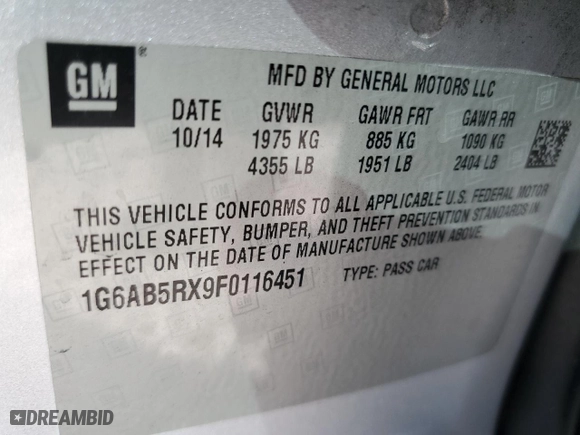 GM ®
MFD BY GENERAL MOTORS LLC
DATE GVWR GAWR FRT GAWR RR
10/14 1975 KG 885 KG 1090 KG
4355 LB 1951 LB 2404 LB
THIS VEHICLE CONFORMS TO ALL APPLICABLE U.S. FEDERAL MOTOR
VEHICLE SAFETY, BUMPER, AND THEFT PREVENTION STANDARDS IN
EFFECT ON THE DATE OF MANUFACTURE SHOWN ABOVE.
1G6AB5RX9F0116451 TYPE: PASS CAR
DREAMBID